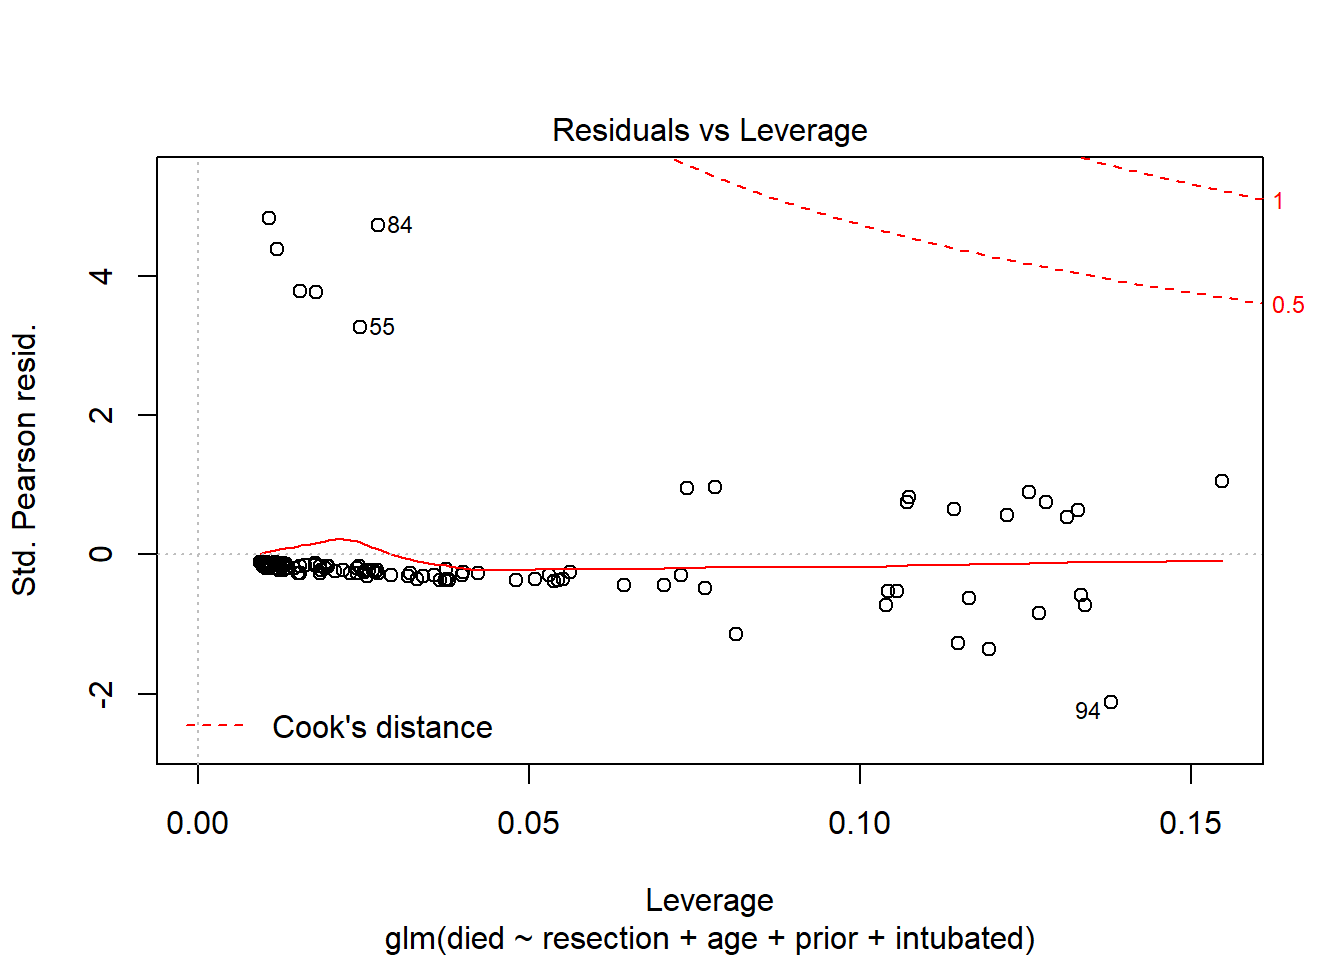 Residuals vs Leverage
Std. Pearson resid.
4
2
0
-2
84
55
94
1
0.5
Cook's distance
0.00
0.05
0.10
0.15
Leverage
glm(died ~ resection + age + prior + intubated)